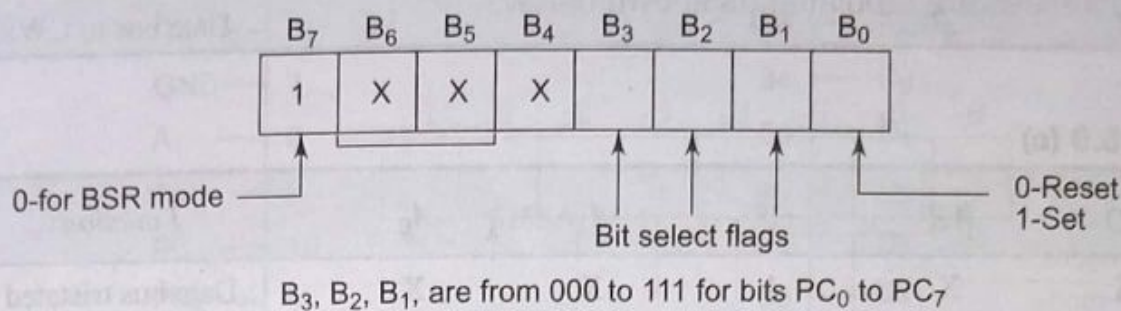 B₇ B₆ B₅ B₄ B₃ B₂ B₁ B₀
1 X X X
0-for BSR mode
Bit select flags
0-Reset
1-Set
B₃, B₂, B₁, are from 000 to 111 for bits PC₀ to PC₇